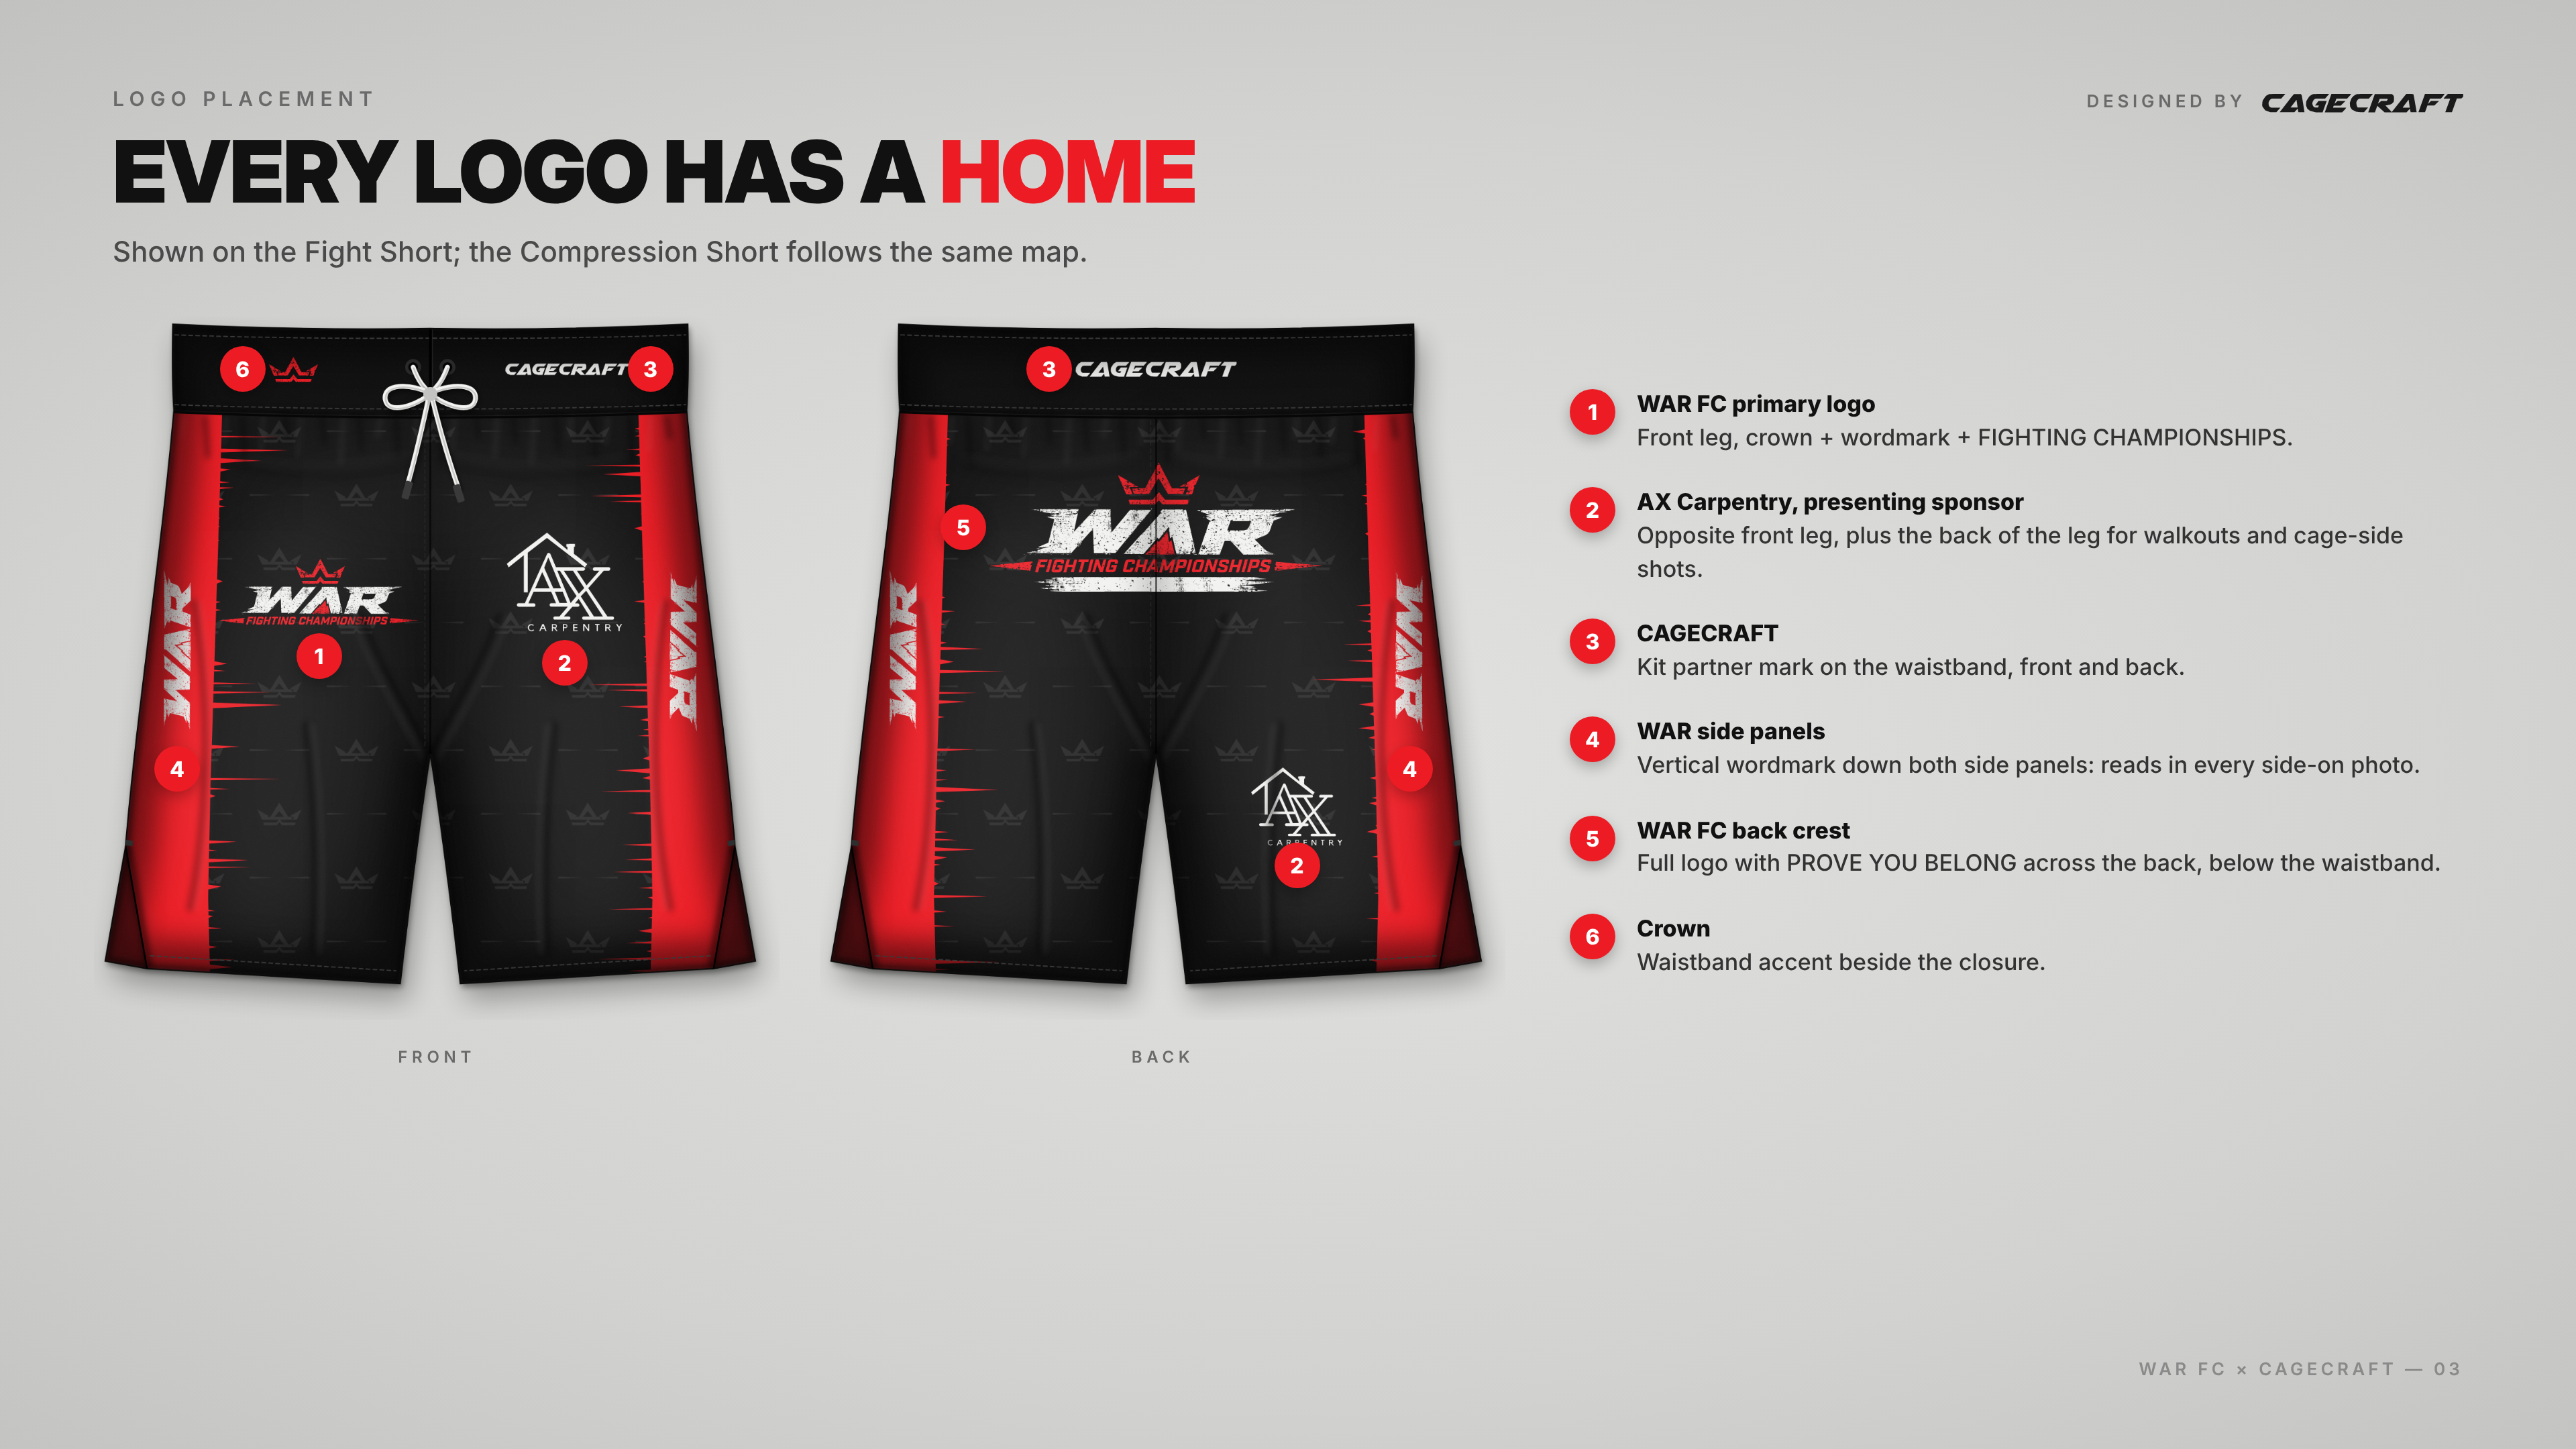 LOGO PLACEMENT
DESIGNED BY CAGECRAFT
EVERY LOGO HAS A HOME
Shown on the Fight Short; the Compression Short follows the same map.
6
CAGECRAFT 3
WAR
FIGHTING CHAMPIONSHIPS
1
AX
CARPENTRY
2
WAR
WAR
4
FRONT
3 CAGECRAFT
5
WAR
FIGHTING CHAMPIONSHIPS
WAR
WAR
4
AX
CARPENTRY
2
BACK
1 WAR FC primary logo
Front leg, crown + wordmark + FIGHTING CHAMPIONSHIPS.
2 AX Carpentry, presenting sponsor
Opposite front leg, plus the back of the leg for walkouts and cage-side
shots.
3 CAGECRAFT
Kit partner mark on the waistband, front and back.
4 WAR side panels
Vertical wordmark down both side panels: reads in every side-on photo.
5 WAR FC back crest
Full logo with PROVE YOU BELONG across the back, below the waistband.
6 Crown
Waistband accent beside the closure.
WAR FC × CAGECRAFT — 03